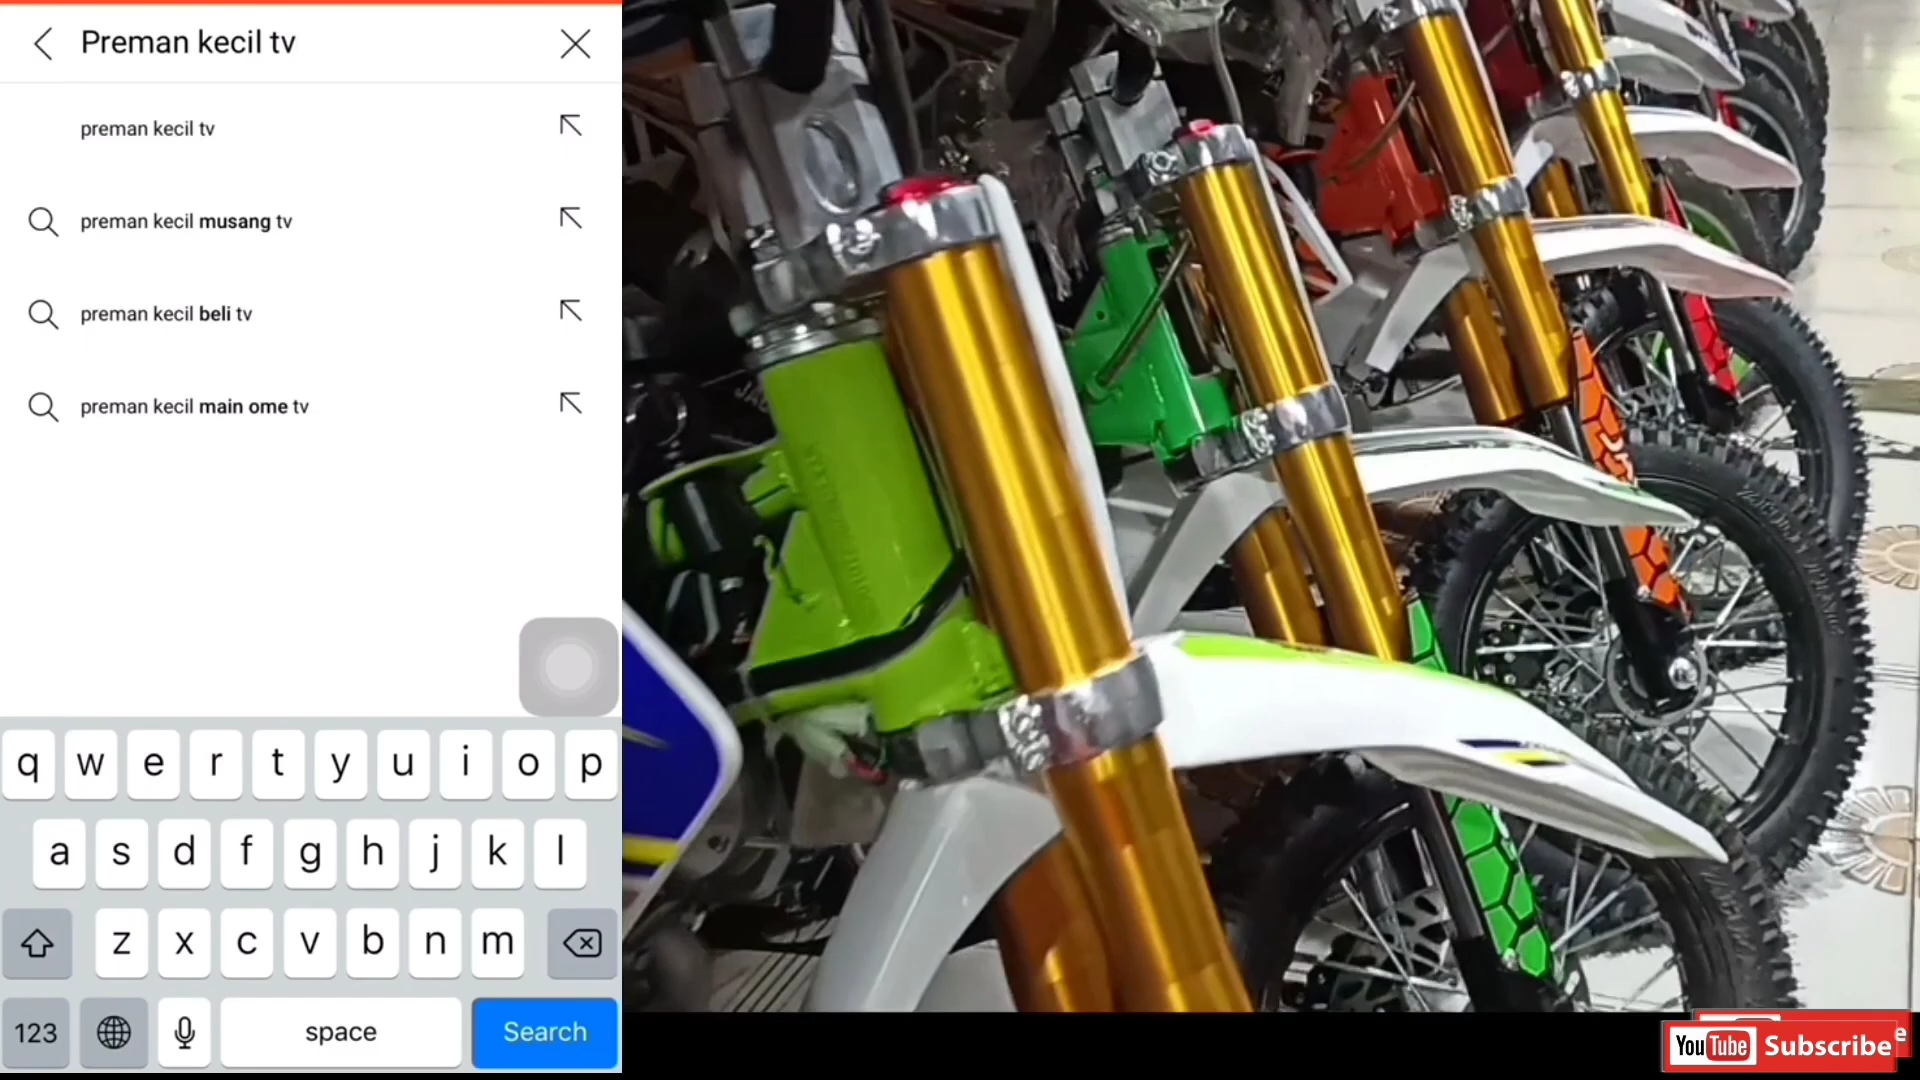 Preman kecil tv
preman kecil tv
preman kecil musang tv
preman kecil beli tv
preman kecil main ome tv
q w e r t y u i o p
a s d f g h j k l
z x c v b n m
123 space Search
YouTube Subscribe
e